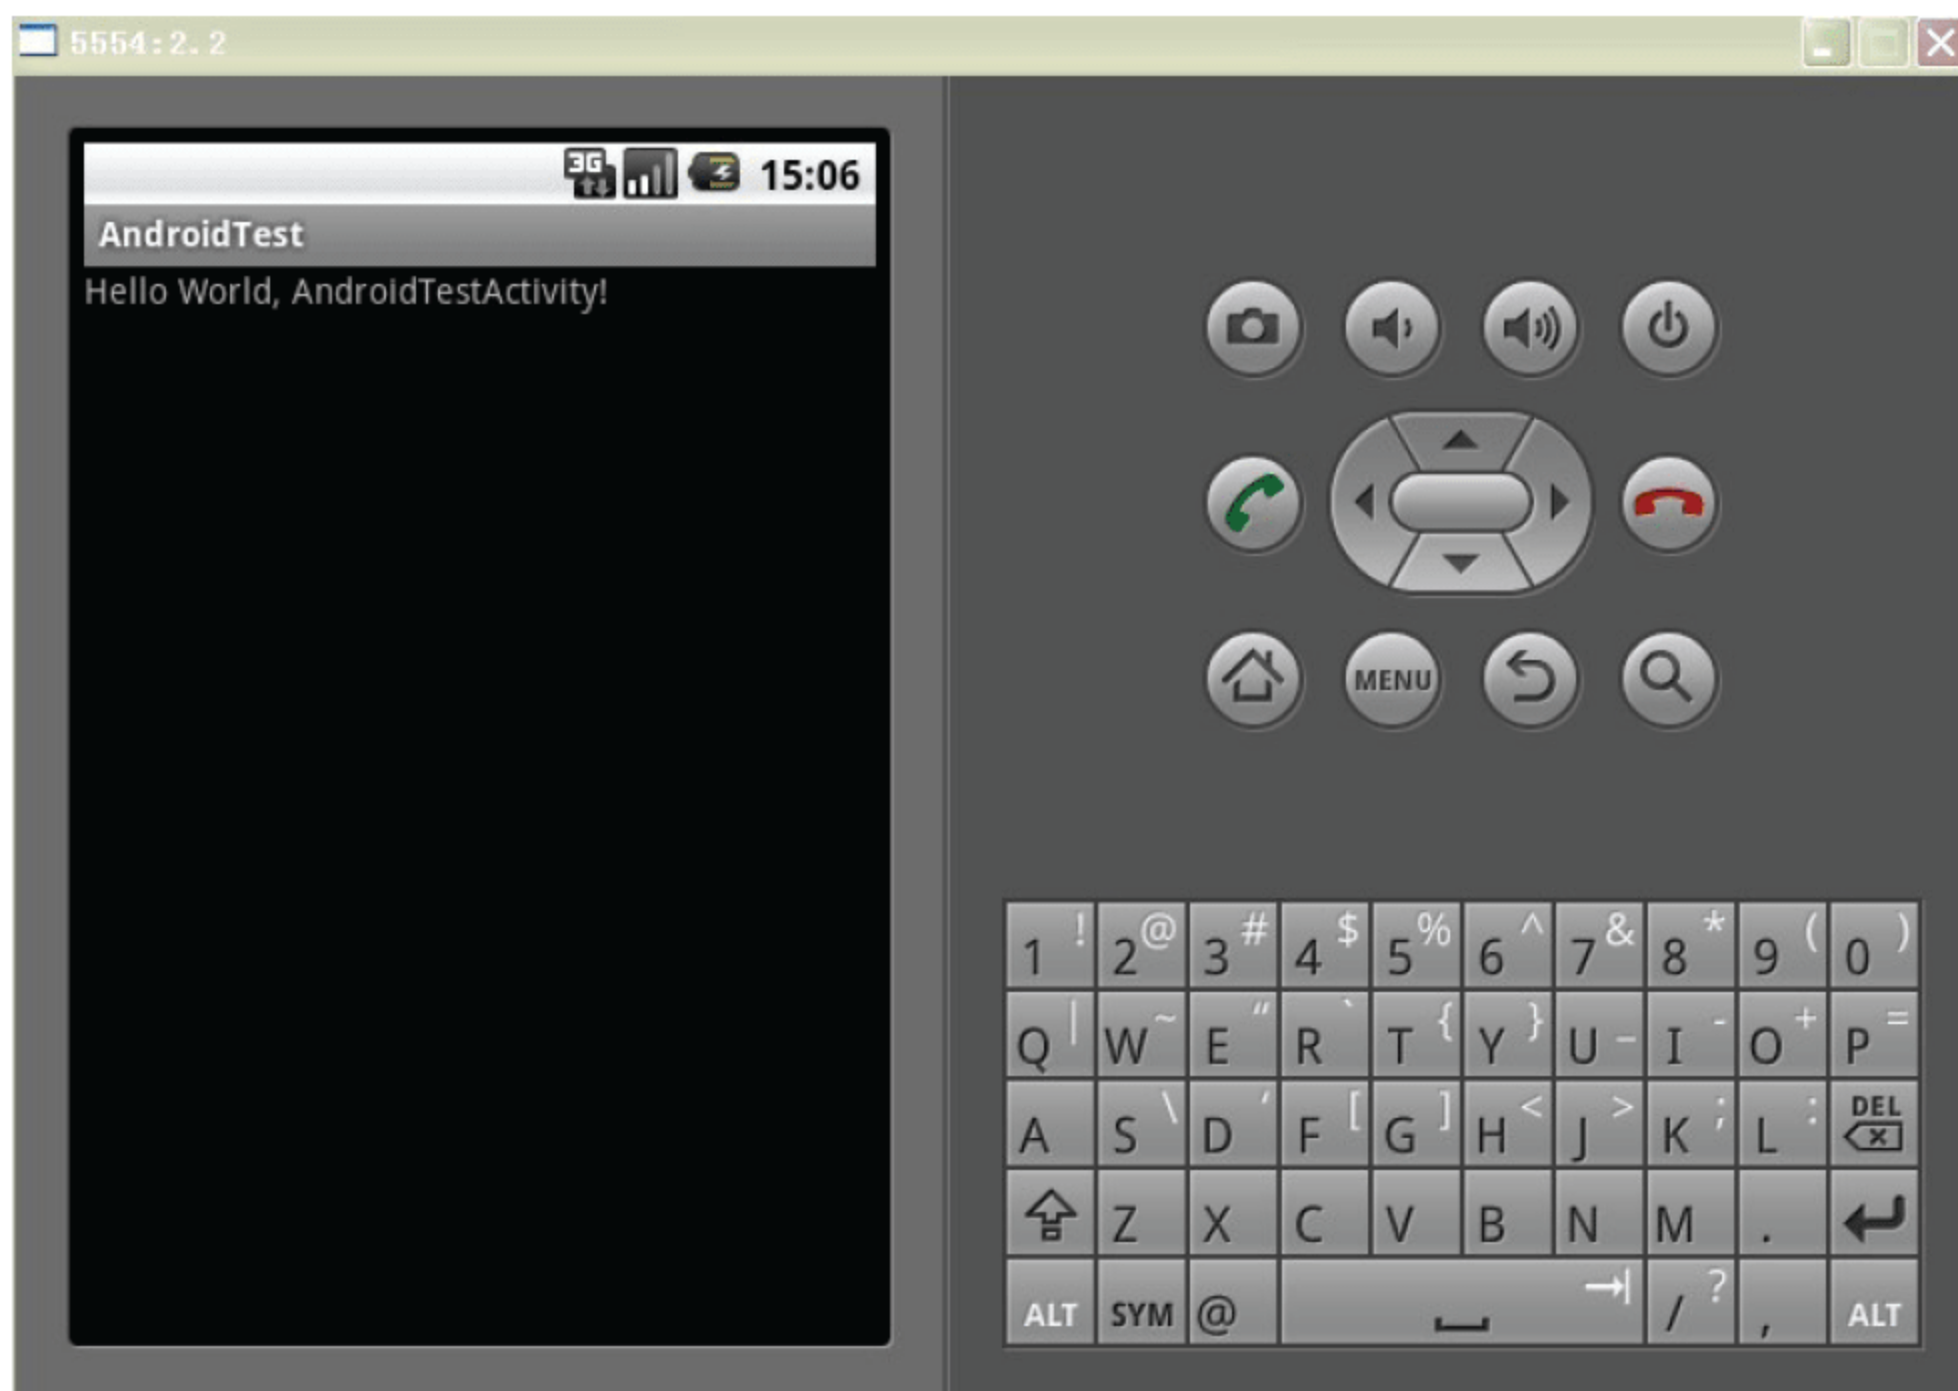 5554:2.2
3G 15:06
AndroidTest
Hello World, AndroidTestActivity!
MENU
1 ! 2 @ 3 # 4 $ 5 % 6 ^ 7 & 8 * 9 ( 0 )
Q | W ~ E “ R ` T { Y } U _ I - O + P =
A S \ D ‘ F [ G ] H < J > K ; L : DEL
Z X C V B N M .
ALT SYM @ / ? , ALT